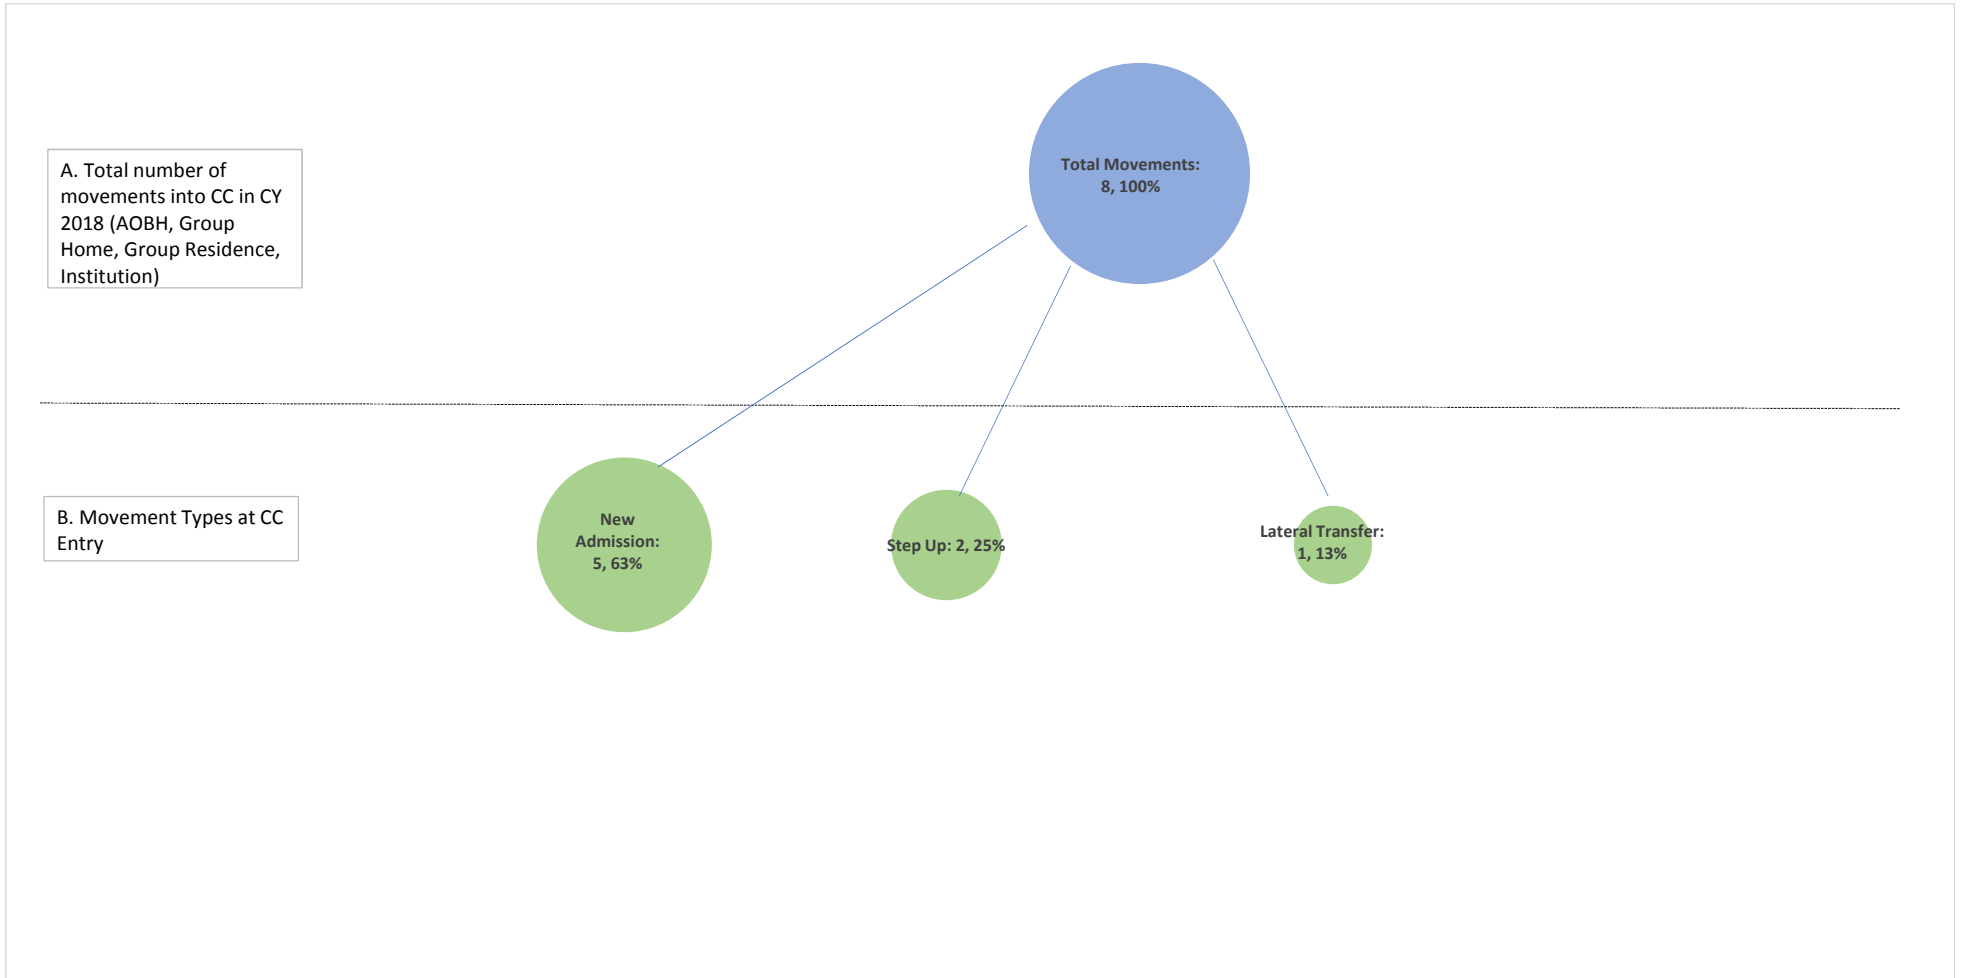 Total Movements:
8, 100%
A. Total number of
movements into CC in CY
2018 (AOBH, Group
Home, Group Residence,
Institution)
B. Movement Types at CC
Entry
New
Admission:
5, 63%
Step Up: 2, 25%
Lateral Transfer:
1, 13%